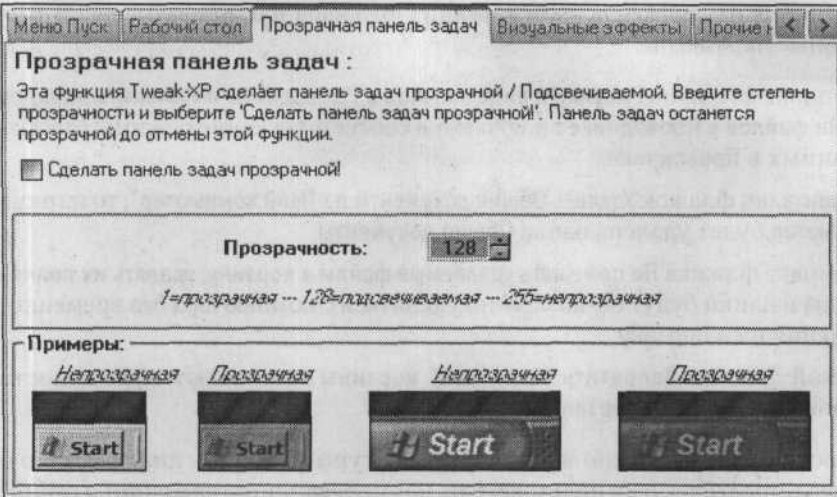 Меню Пуск Рабочий стол Прозрачная панель задач Визуальные эффекты Прочие
Прозрачная панель задач :
Эта функция Tweak-XP сделает панель задач прозрачной / Подсвечиваемой. Введите степень
прозрачности и выберите 'Сделать панель задач прозрачной!'. Панель задач останется
прозрачной до отмены этой функции.
Сделать панель задач прозрачной!
Прозрачность: 128
1=прозрачная --- 128=подсвечиваемая --- 255=непрозрачная
Примеры:
Непрозрачная Прозрачная Непрозрачная Прозрачная
Start Start Start Start